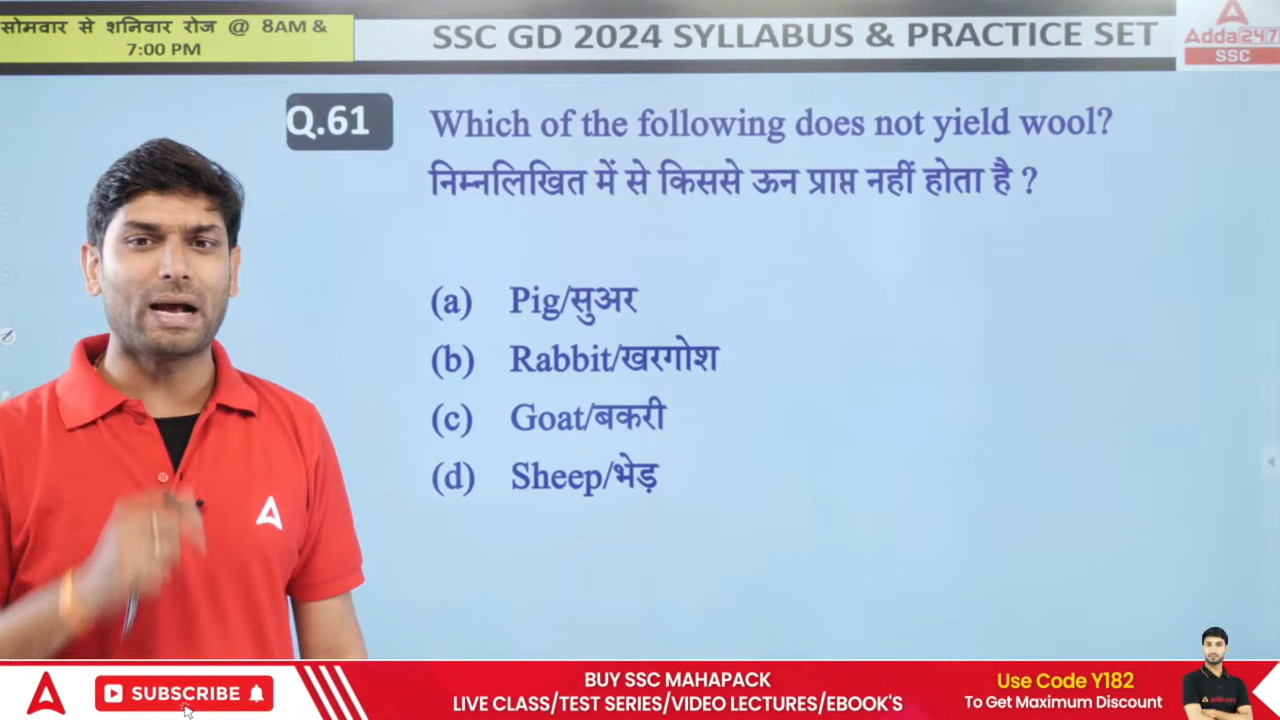 सोमवार से शनिवार रोज @ 8AM &
7:00 PM
SSC GD 2024 SYLLABUS & PRACTICE SET
Adda 247
SSC
Q.61
Which of the following does not yield wool?
निम्नलिखित में से किससे ऊन प्राप्त नहीं होता है ?
(a) Pig/सुअर
(b) Rabbit/खरगोश
(c) Goat/बकरी
(d) Sheep/भेड़
SUBSCRIBE
BUY SSC MAHAPACK
LIVE CLASS/TEST SERIES/VIDEO LECTURES/EBOOK'S
Use Code Y182
To Get Maximum Discount